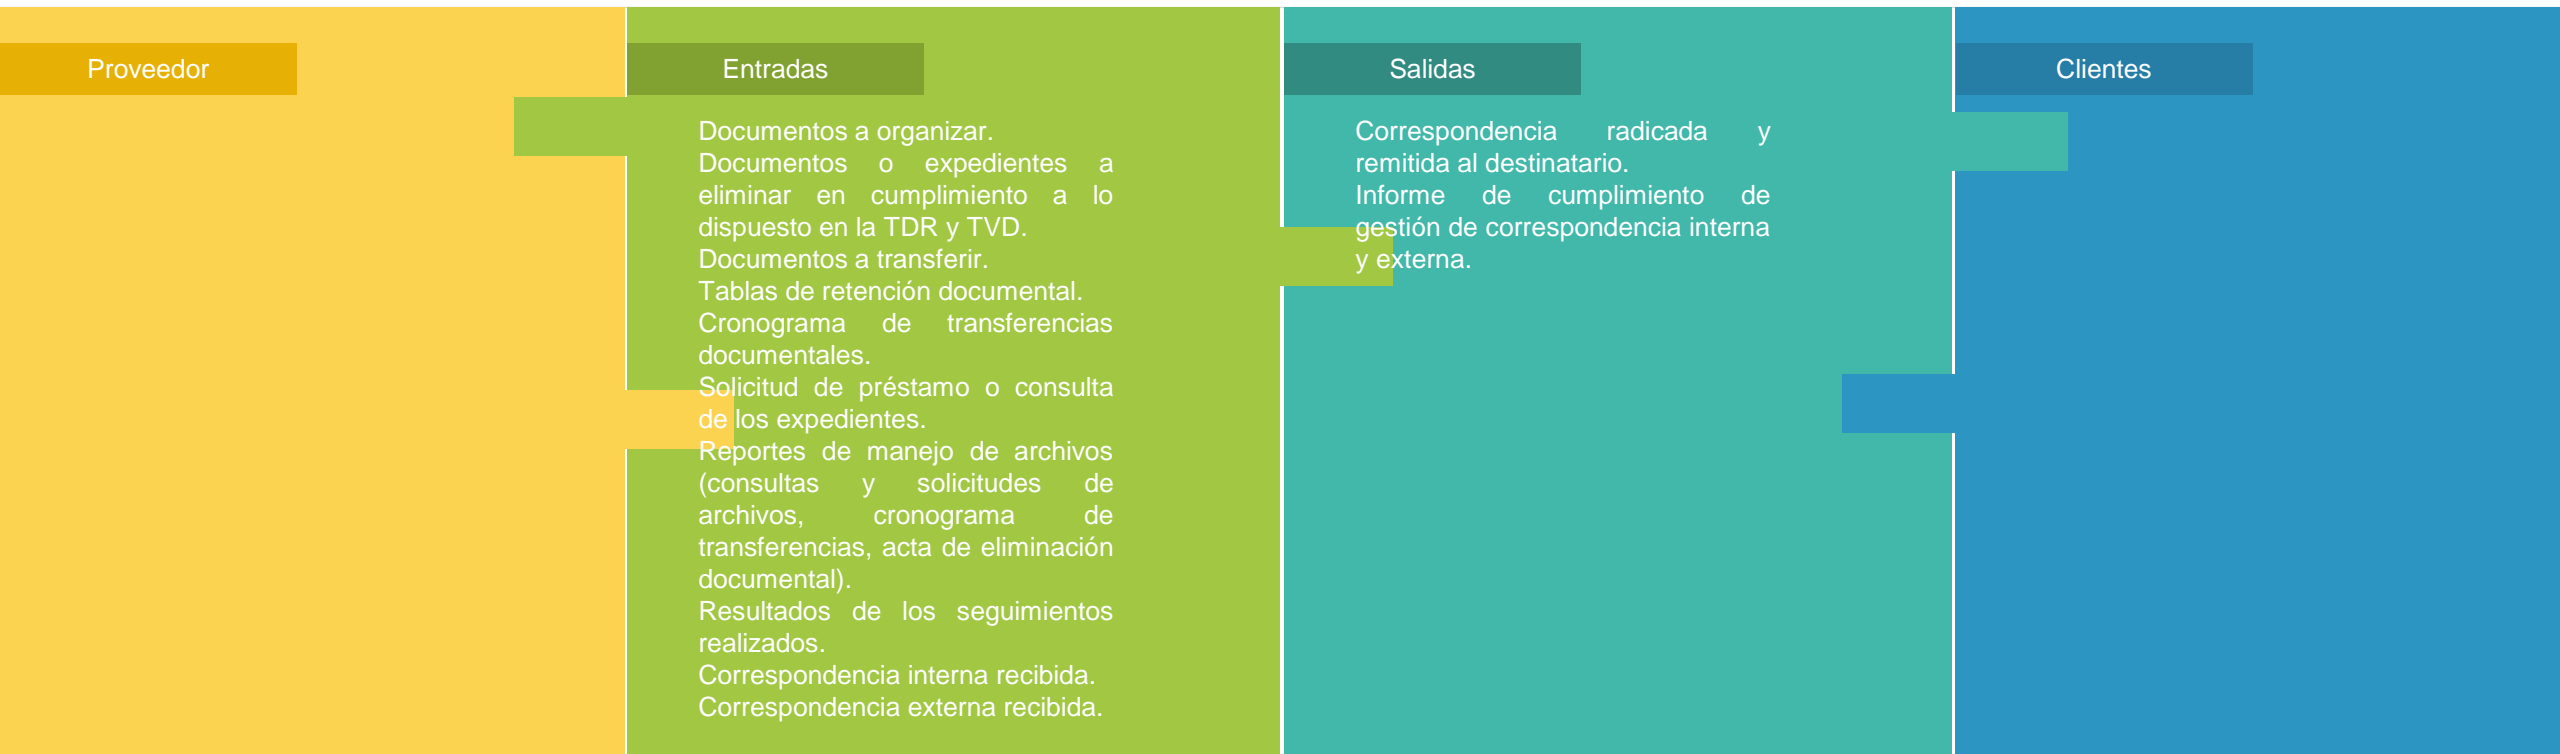 Proveedor
Entradas
Documentos a organizar.
Documentos o expedientes a
eliminar en cumplimiento a lo
dispuesto en la TDR y TVD.
Documentos a transferir.
Tablas de retención documental.
Cronograma de transferencias
documentales.
Solicitud de préstamo o consulta
de los expedientes.
Reportes de manejo de archivos
(consultas y solicitudes de
archivos, cronograma de
transferencias, acta de eliminación
documental).
Resultados de los seguimientos
realizados.
Correspondencia interna recibida.
Correspondencia externa recibida.
Salidas
Correspondencia radicada y
remitida al destinatario.
Informe de cumplimiento de
gestión de correspondencia interna
y externa.
Clientes